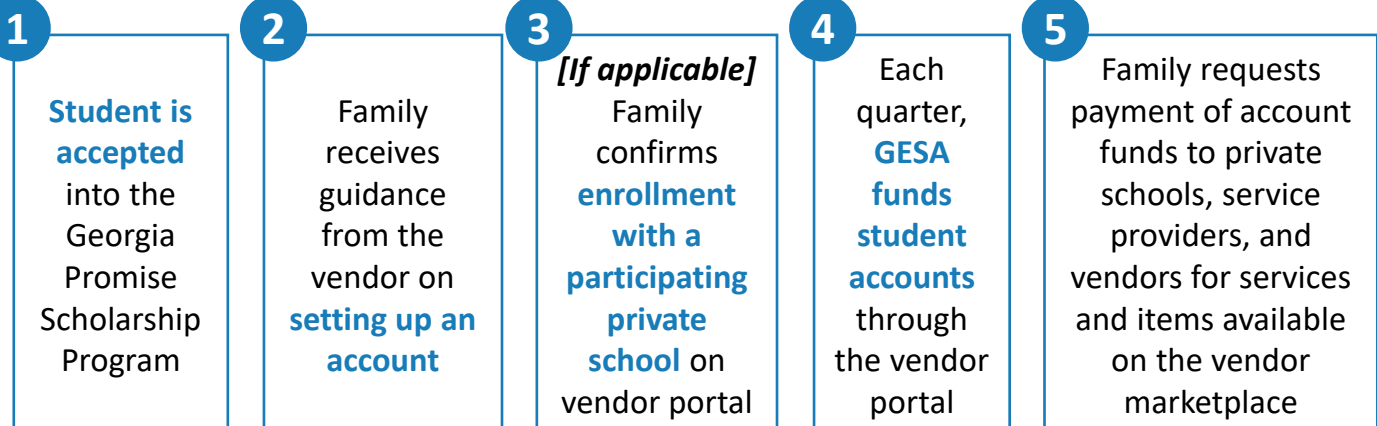 1
Student is
accepted
into the
Georgia
Promise
Scholarship
Program
2
Family
receives
guidance
from the
vendor on
setting up an
account
3
[If applicable]
Family
confirms
enrollment
with a
participating
private
school on
vendor portal
4
Each
quarter,
GESA
funds
student
accounts
through
the vendor
portal
5
Family requests
payment of account
funds to private
schools, service
providers, and
vendors for services
and items available
on the vendor
marketplace